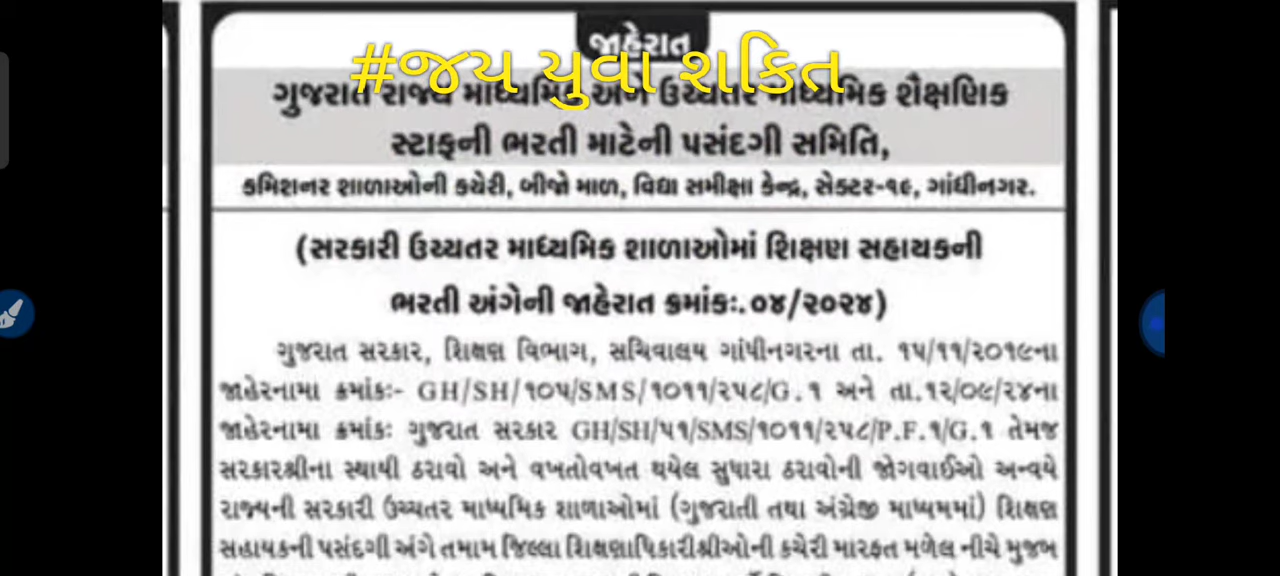 જાહેરાત
#જય યુવા શકિત
ગુજરાત રાજ્ય માધ્યમિક અને ઉચ્ચતર માધ્યમિક શૈક્ષણિક
સ્ટાફની ભરતી માટેની પસંદગી સમિતિ,
કમિશનર શાળાઓની કચેરી, બીજો માળ, વિદ્યા સમીક્ષા કેન્દ્ર, સેક્ટર-૧૯, ગાંધીનગર.
(સરકારી ઉચ્ચતર માધ્યમિક શાળાઓમાં શિક્ષણ સહાયકની
ભરતી અંગેની જાહેરાત ક્રમાંકઃ.૦૪/૨૦૨૪)
ગુજરાત સરકાર, શિક્ષણ વિભાગ, સચિવાલય ગાંધીનગરના તા. ૧૫/૧૧/૨૦૧૯ના
જાહેરનામા ક્રમાંકઃ- GH/SH/૧૦૫/SMS/૧૦૧૧/૨૫૮/G.૧ અને તા.૧૨/૦૯/૨૪ના
જાહેરનામા ક્રમાંકઃ ગુજરાત સરકાર GH/SH/૫૧/SMS/૧૦૧૧/૨૫૮/P.F.૧/G.૧ તેમજ
સરકારશ્રીના સ્થાયી ઠરાવો અને વખતોવખત થયેલ સુધારા ઠરાવોની જોગવાઈઓ અન્વયે
રાજ્યની સરકારી ઉચ્ચતર માધ્યમિક શાળાઓમાં (ગુજરાતી તથા અંગ્રેજી માધ્યમમાં) શિક્ષણ
સહાયકની પસંદગી અંગે તમામ જિલ્લા શિક્ષણાધિકારીશ્રીઓની કચેરી મારફત મળેલ નીચે મુજબ